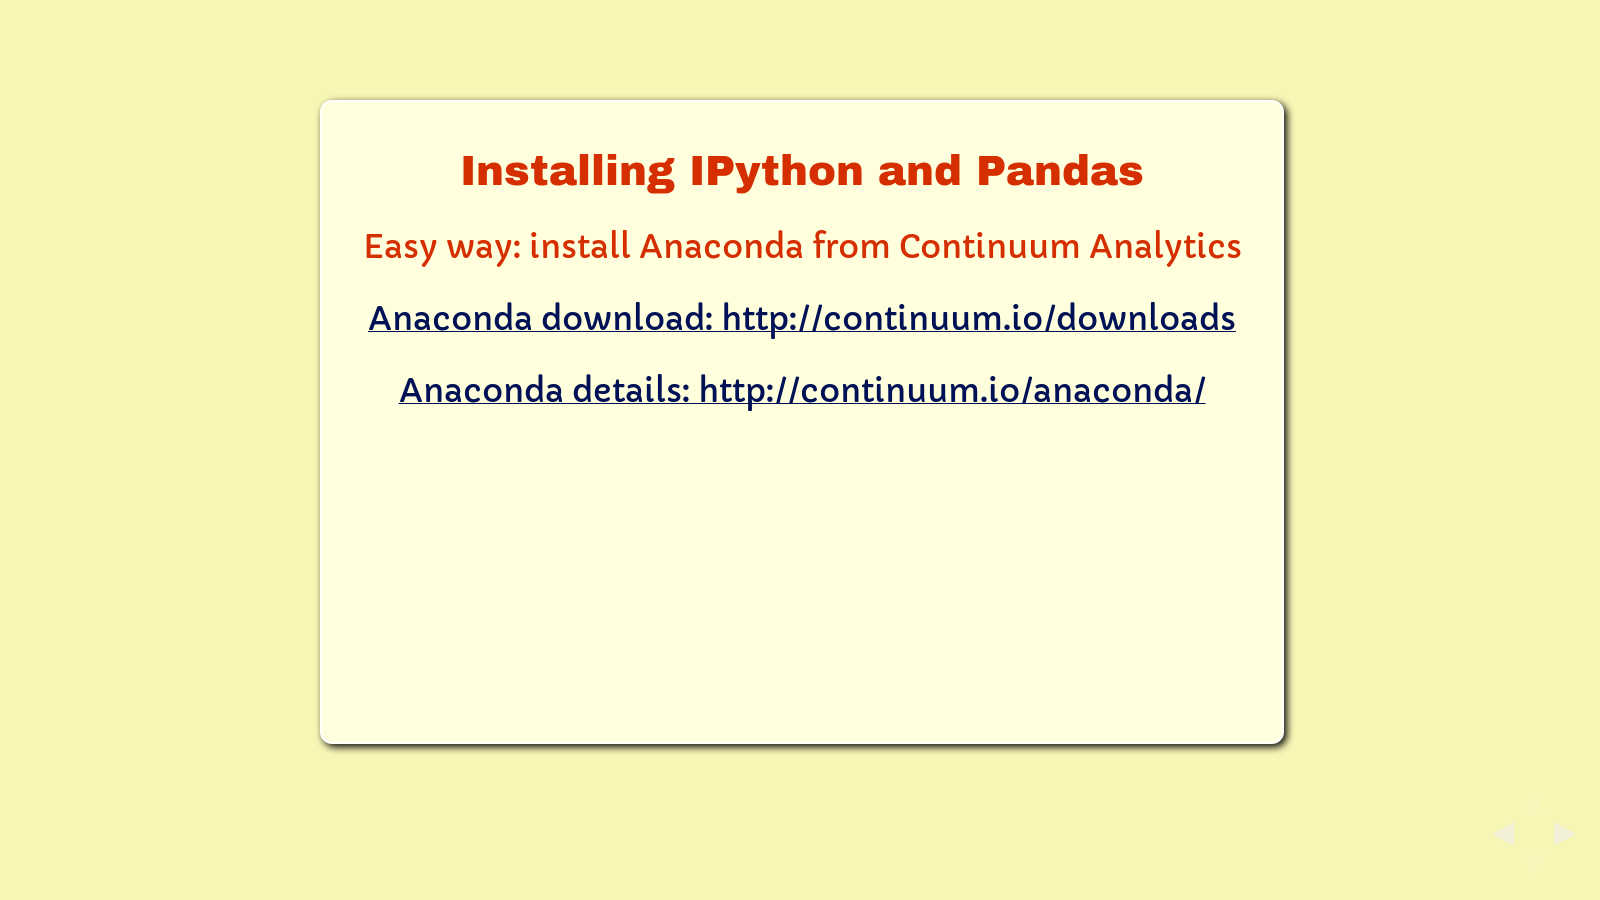 Installing IPython and Pandas
Easy way: install Anaconda from Continuum Analytics
Anaconda download: http://continuum.io/downloads
Anaconda details: http://continuum.io/anaconda/